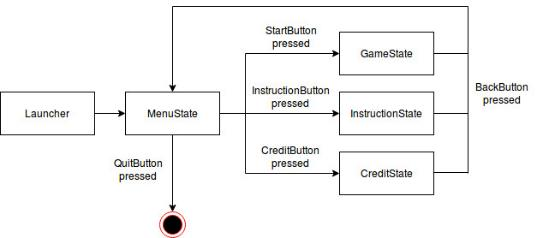 StartButton
pressed
GameState
InstructionButton
pressed
BackButton
pressed
Launcher
MenuState
InstructionState
CreditButton
pressed
QuitButton
pressed
CreditState